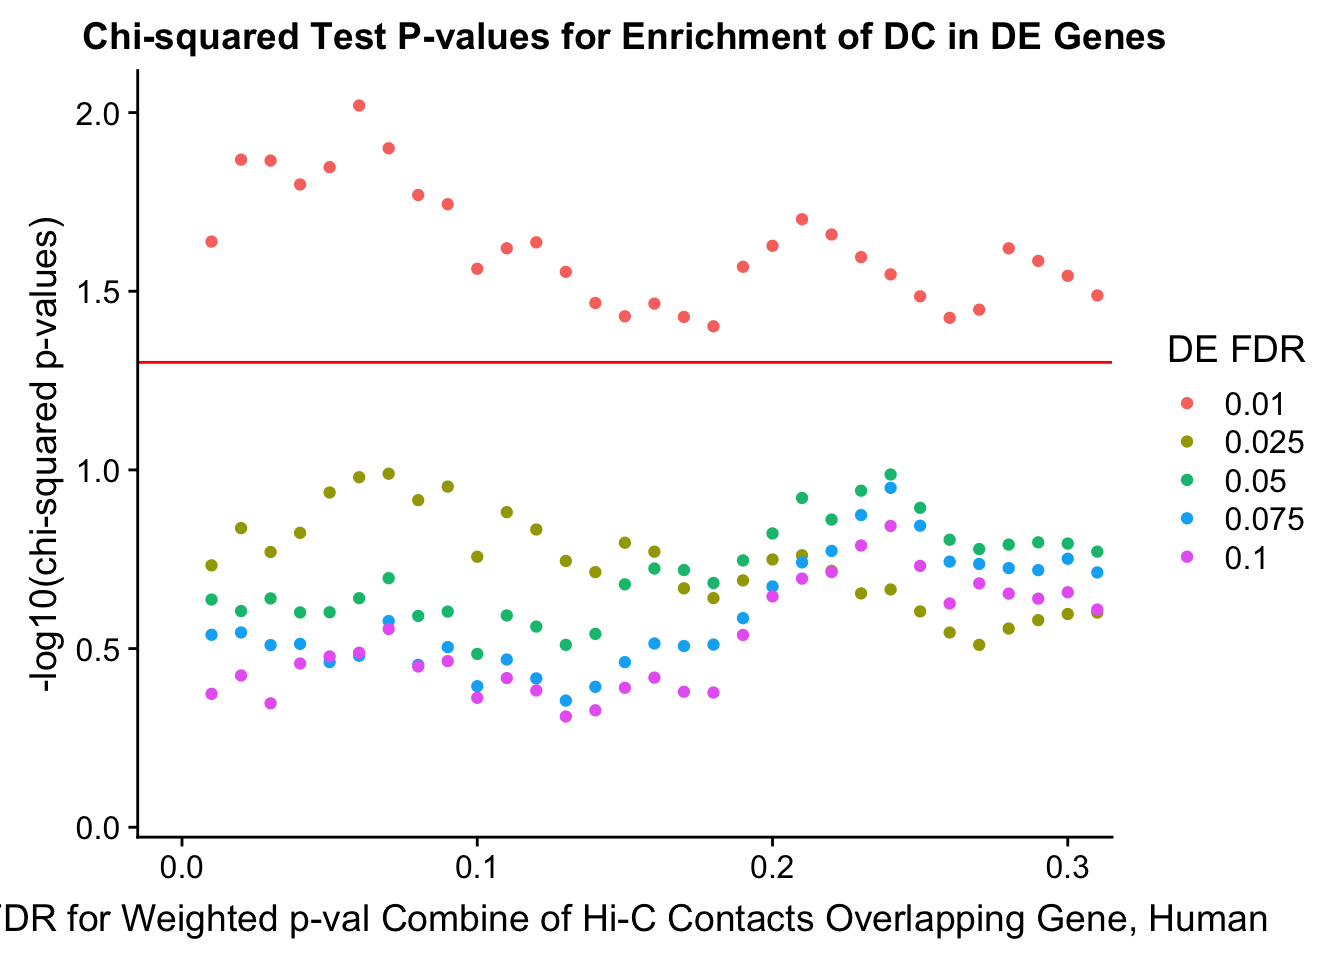 Chi-squared Test P-values for Enrichment of DC in DE Genes
-log10(chi-squared p-values)
2.0
1.5
1.0
0.5
0.0
0.0 0.1 0.2 0.3
FDR for Weighted p-val Combine of Hi-C Contacts Overlapping Gene, Human
DE FDR
0.01
0.025
0.05
0.075
0.1